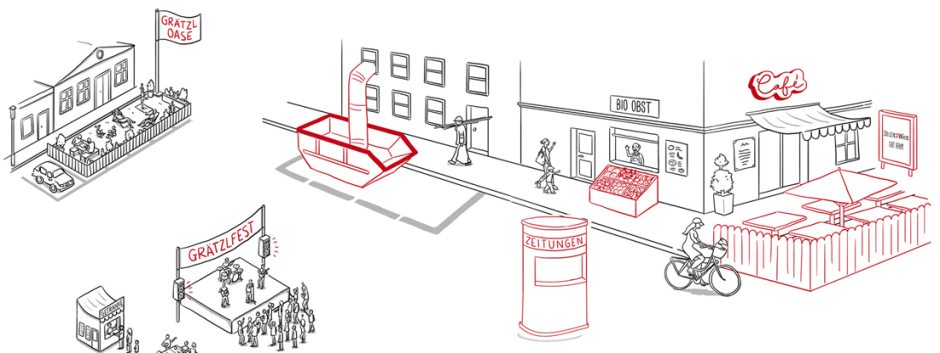 GRÄTZL
OASE
BIO OBST
Café
GRÄTZLFEST
ZEITUNGEN